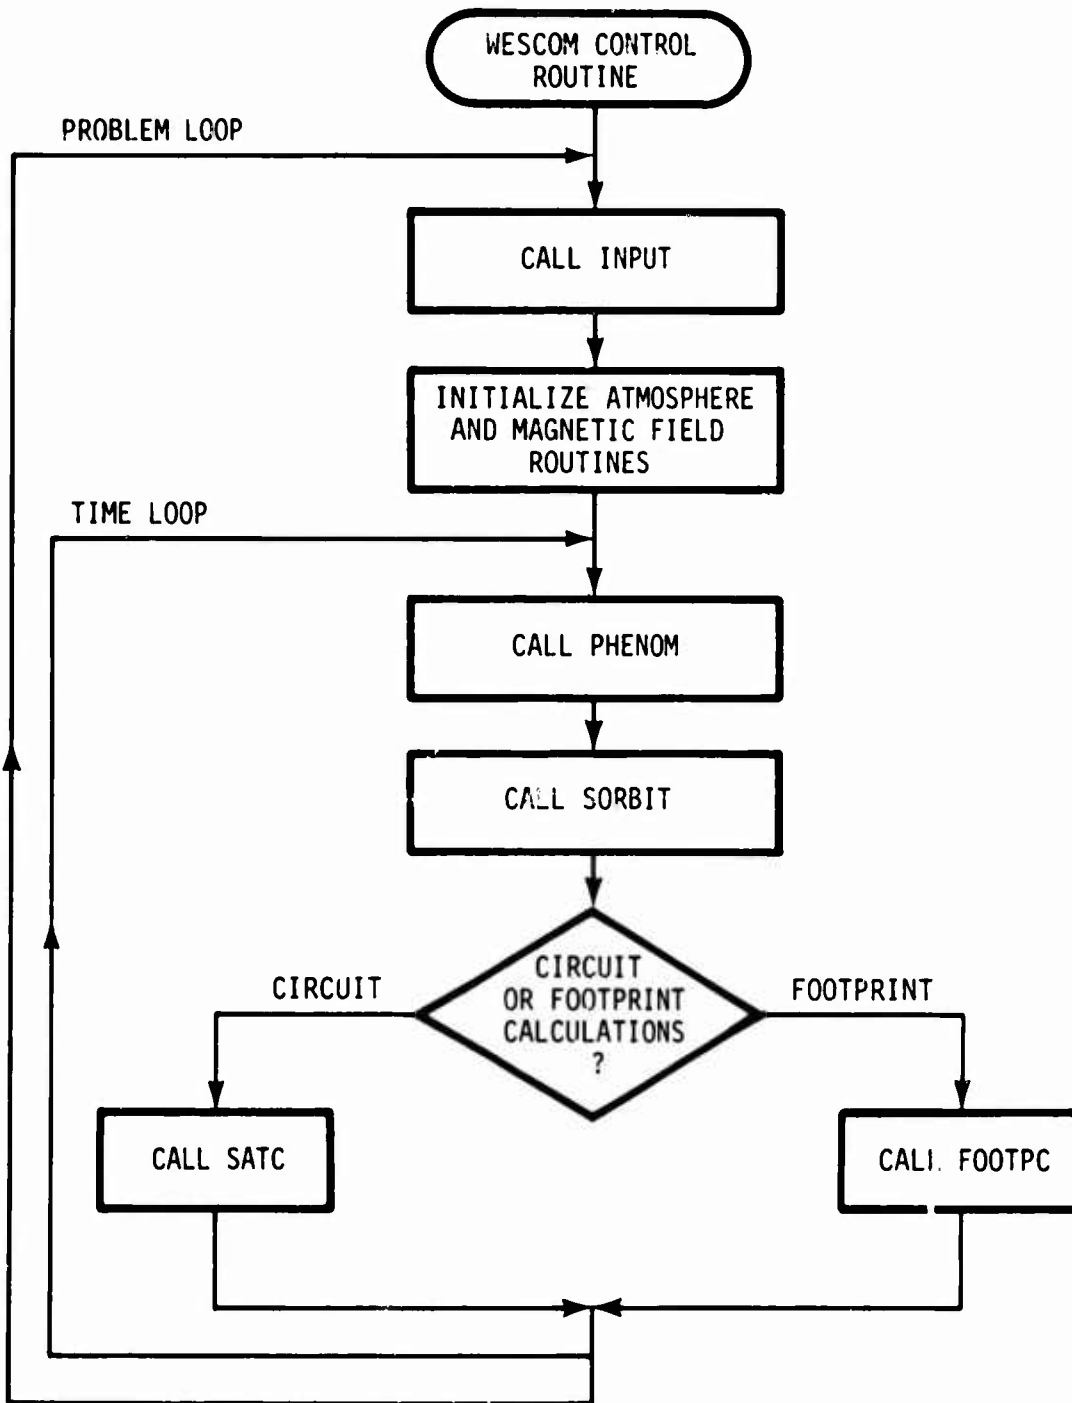 WESCOM CONTROL
ROUTINE
PROBLEM LOOP
CALL INPUT
INITIALIZE ATMOSPHERE
AND MAGNETIC FIELD
ROUTINES
TIME LOOP
CALL PHENOM
CALL SORBIT
CIRCUIT
OR FOOTPRINT
CALCULATIONS
?
CIRCUIT
FOOTPRINT
CALL SATC
CALL FOOTPC